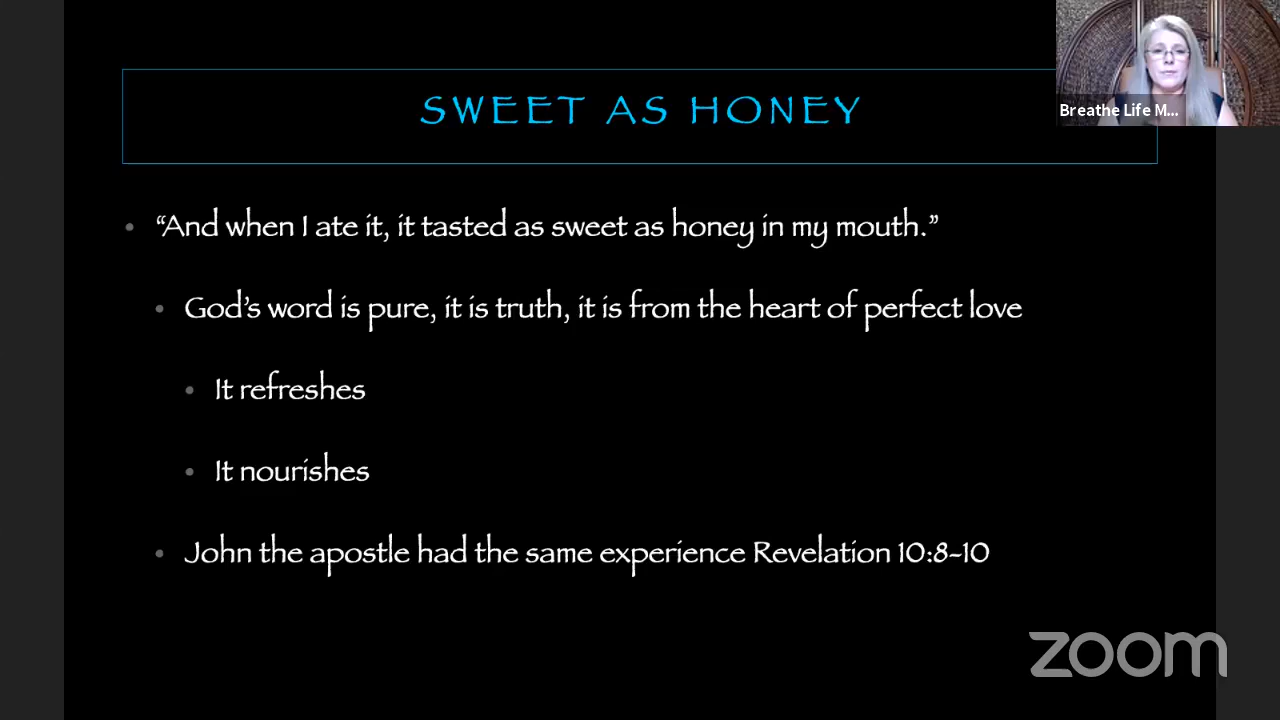 SWEET AS HONEY
Breathe Life M...
“And when I ate it, it tasted as sweet as honey in my mouth.”
God’s word is pure, it is truth, it is from the heart of perfect love
It refreshes
It nourishes
John the apostle had the same experience Revelation 10:8-10
zoom